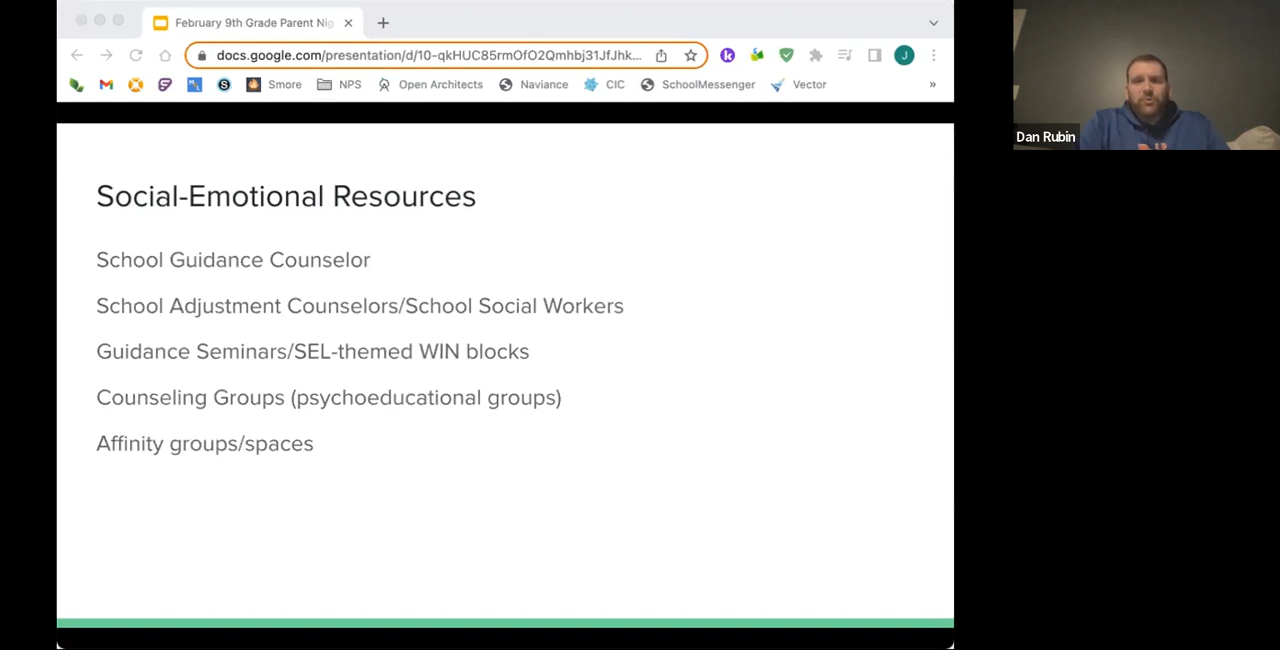 February 9th Grade Parent Nig
docs.google.com/presentation/d/10-qkHUC85rmOfO2Qmhbj31JfJhk...
J
Smore NPS Open Architects Naviance CIC SchoolMessenger Vector »
Dan Rubin
Social-Emotional Resources
School Guidance Counselor
School Adjustment Counselors/School Social Workers
Guidance Seminars/SEL-themed WIN blocks
Counseling Groups (psychoeducational groups)
Affinity groups/spaces